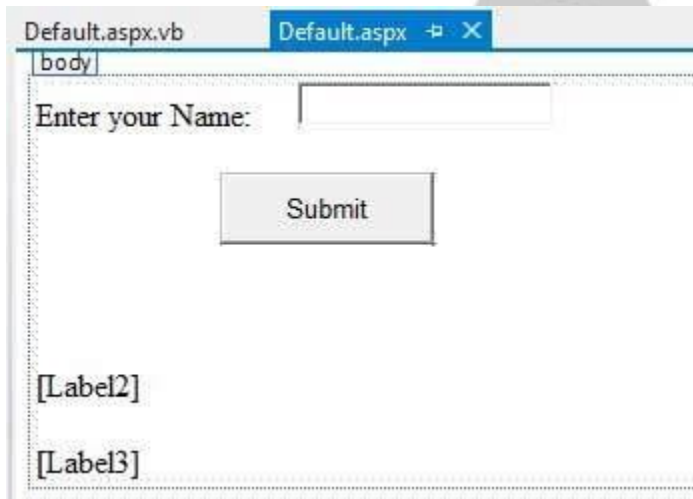 Default.aspx.vb Default.aspx
body
Enter your Name:
Submit
[Label2]
[Label3]